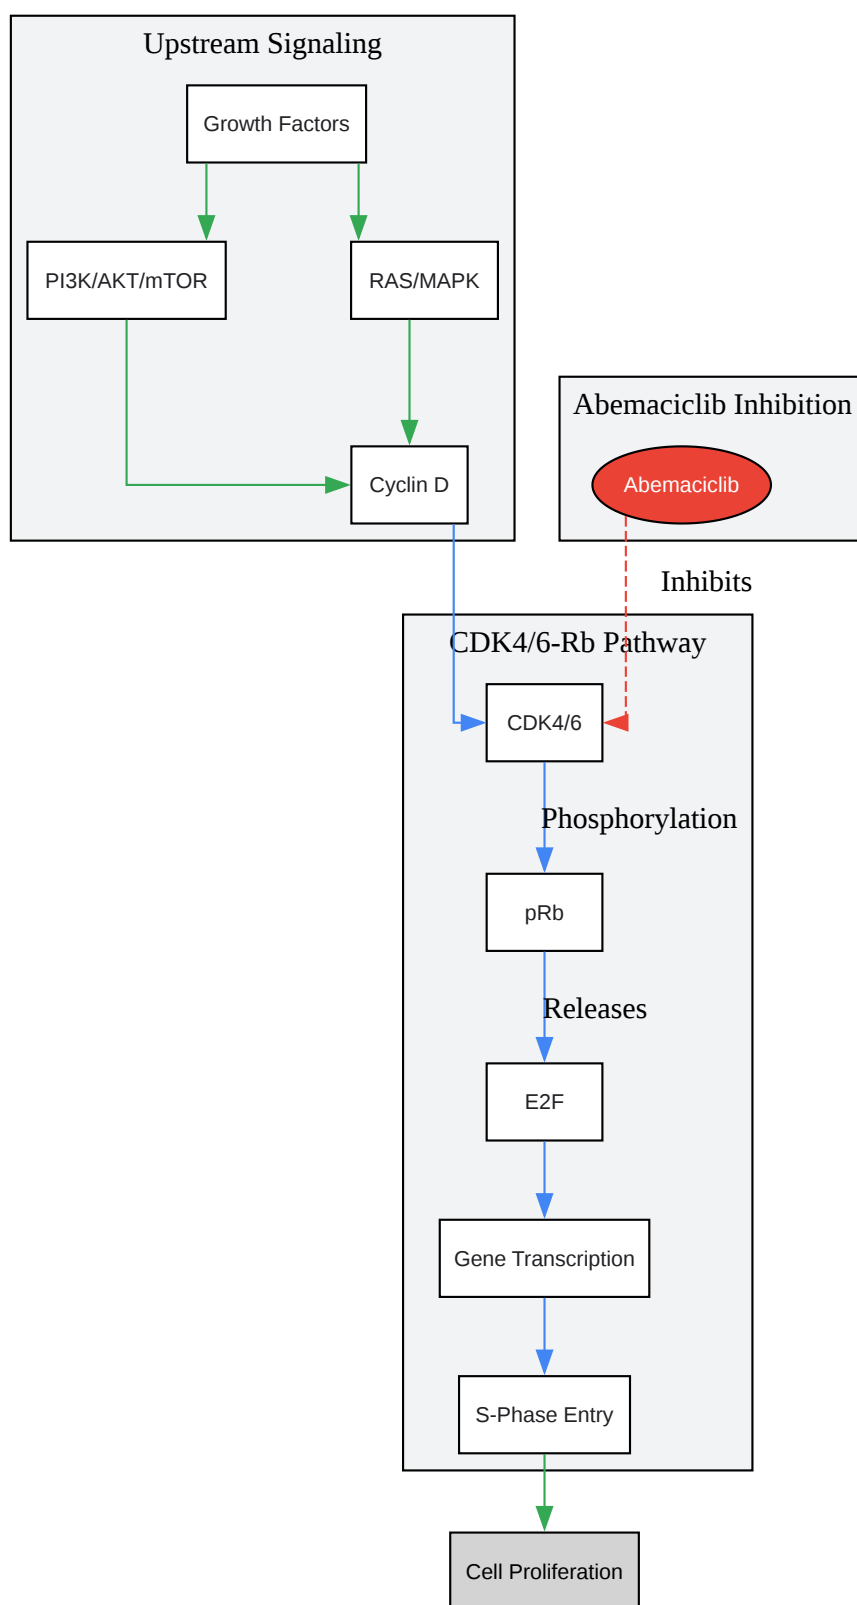 Upstream Signaling
Growth Factors
PI3K/AKT/mTOR
RAS/MAPK
Cyclin D
Abemaciclib Inhibition
Abemaciclib
Inhibits
CDK4/6-Rb Pathway
CDK4/6
Phosphorylation
pRb
Releases
E2F
Gene Transcription
S-Phase Entry
Cell Proliferation